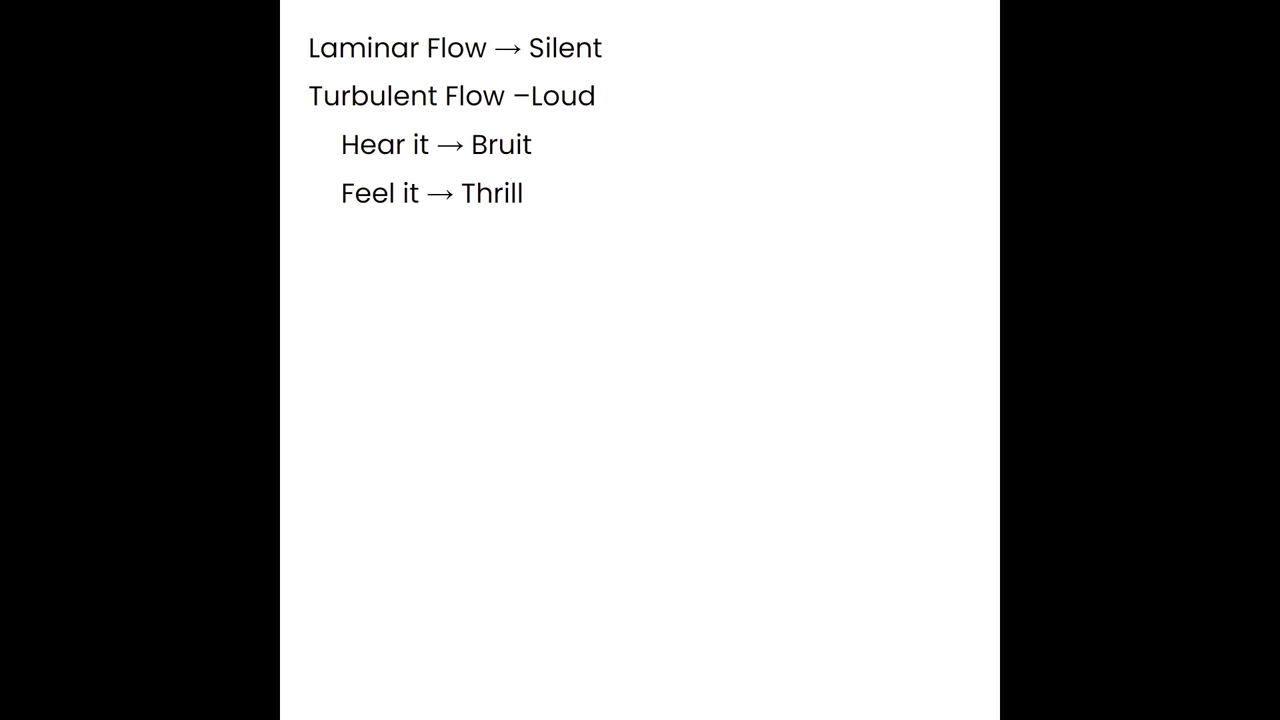 Laminar Flow → Silent
Turbulent Flow –Loud
Hear it → Bruit
Feel it → Thrill